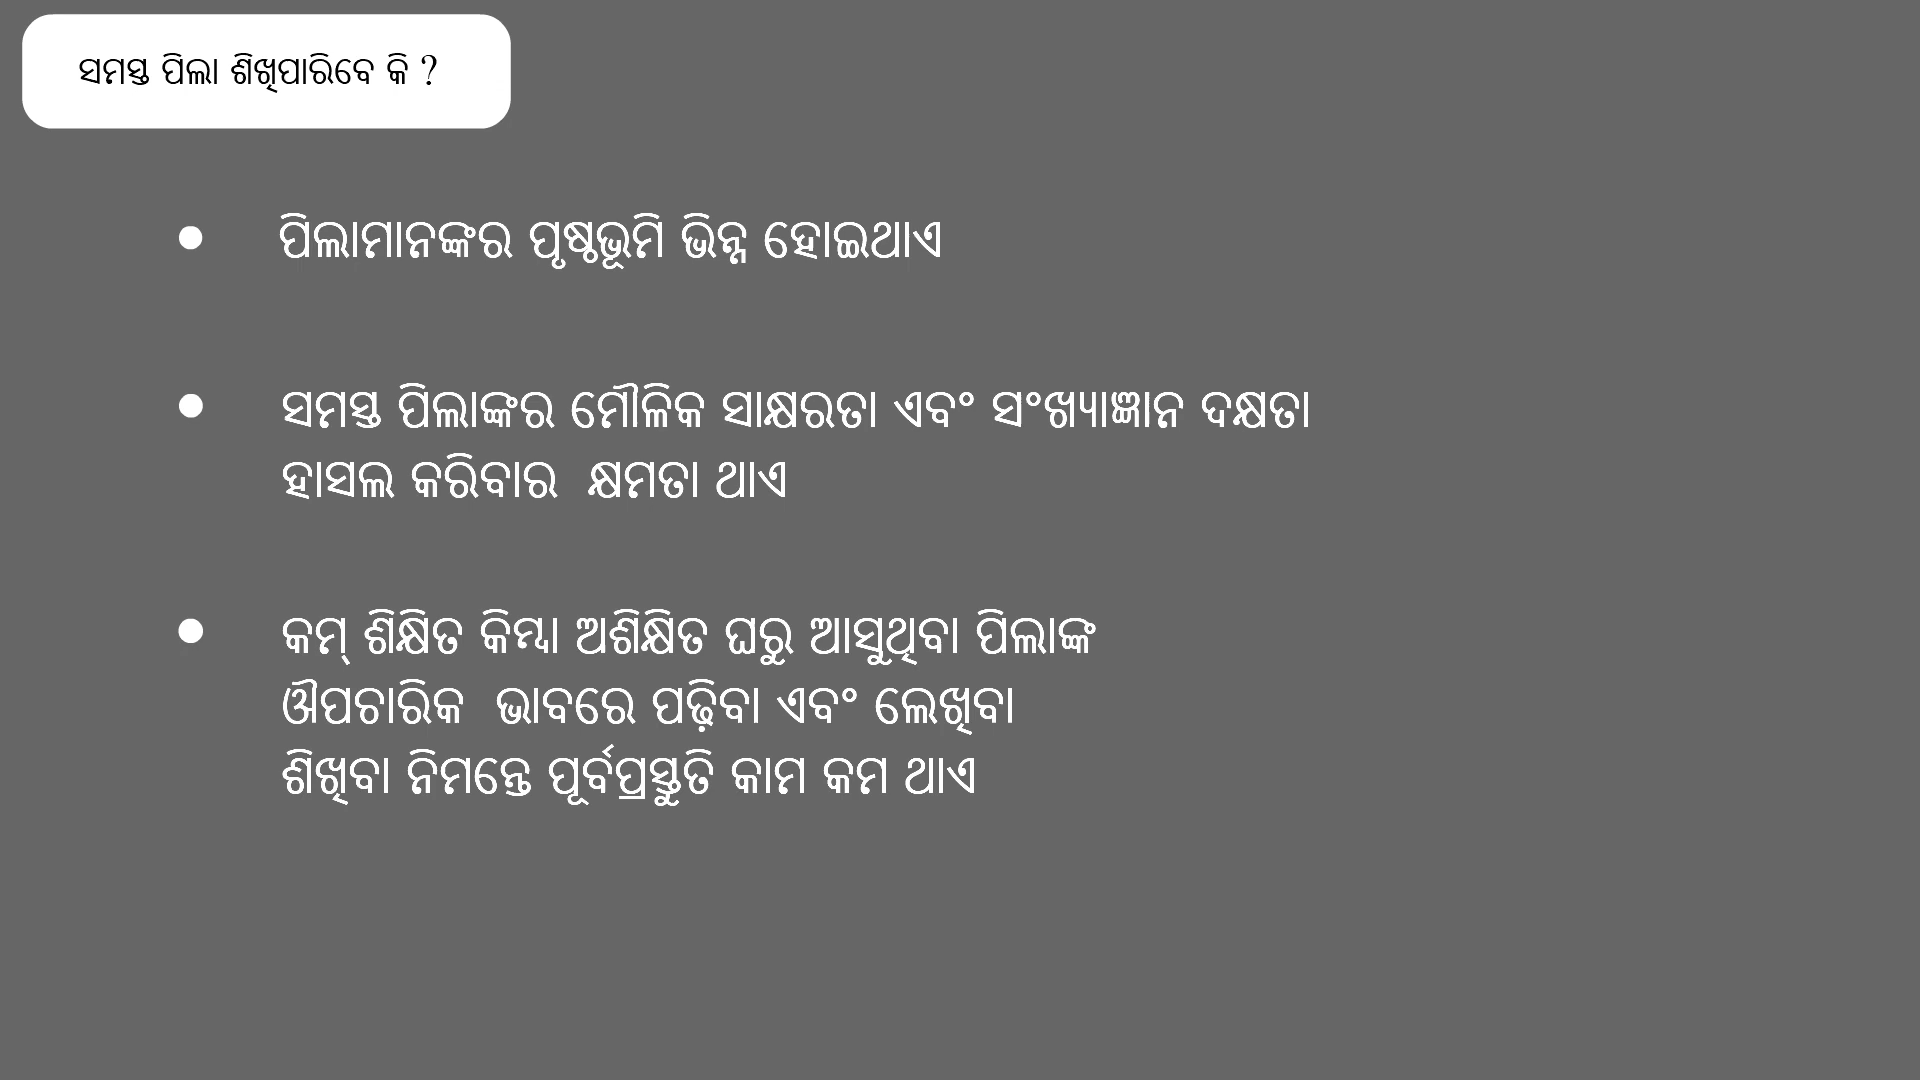 ସମସ୍ତ ପିଲା ଶିଖିପାରିବେ କି ?
ପିଲାମାନଙ୍କର ପୃଷ୍ଠଭୂମି ଭିନ୍ନ ହୋଇଥାଏ
ସମସ୍ତ ପିଲାଙ୍କର ମୌଳିକ ସାକ୍ଷରତା ଏବଂ ସଂଖ୍ୟାଜ୍ଞାନ ଦକ୍ଷତା
ହାସଲ କରିବାର କ୍ଷମତା ଥାଏ
କମ୍ ଶିକ୍ଷିତ କିମ୍ବା ଅଶିକ୍ଷିତ ଘରୁ ଆସୁଥିବା ପିଲାଙ୍କ
ଔପଚାରିକ ଭାବରେ ପଢ଼ିବା ଏବଂ ଲେଖିବା
ଶିଖିବା ନିମନ୍ତେ ପୂର୍ବପ୍ରସ୍ତୁତି କାମ କମ ଥାଏ